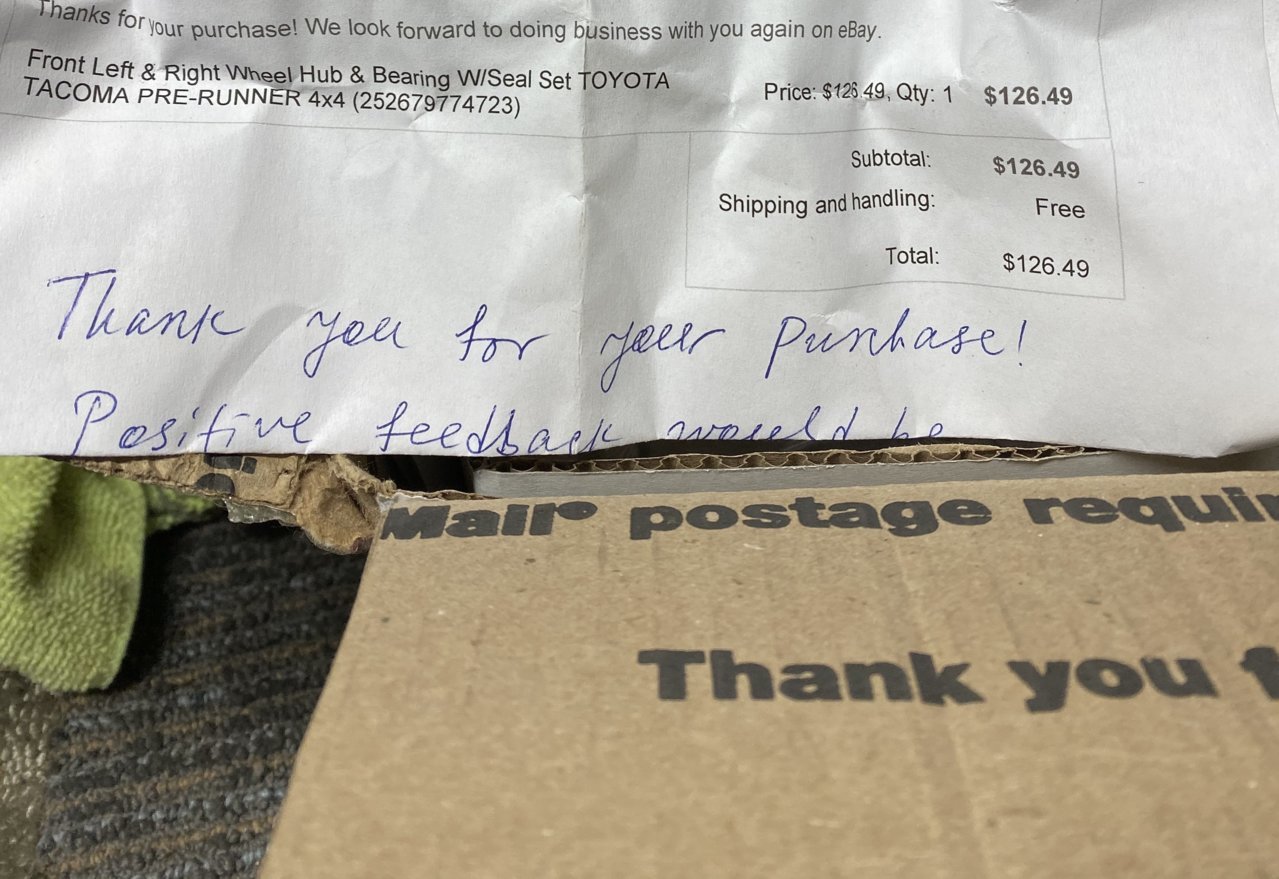 Thanks for your purchase! We look forward to doing business with you again on eBay.
Front Left & Right Wheel Hub & Bearing W/Seal Set TOYOTA
TACOMA PRE-RUNNER 4x4 (252679774723)
Price: $126.49, Qty: 1 $126.49
Subtotal: $126.49
Shipping and handling: Free
Total: $126.49
Thank you for your purchase!
Positive feedback would be
Mail® postage requir
Thank you f